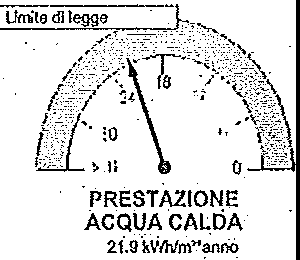 Limite di legge
18
24
30
0
PRESTAZIONE
ACQUA CALDA
21.9 kWh/m²anno